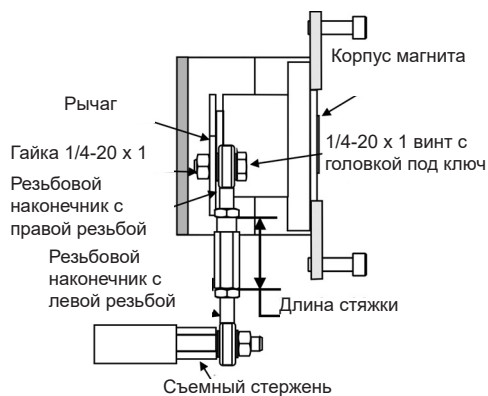 Корпус магнита
Рычаг
Гайка 1/4-20 x 1
1/4-20 x 1 винт с
головкой под ключ
Резьбовой
наконечник с
правой резьбой
Резьбовой
наконечник с
левой резьбой
Длина стяжки
Съемный стержень